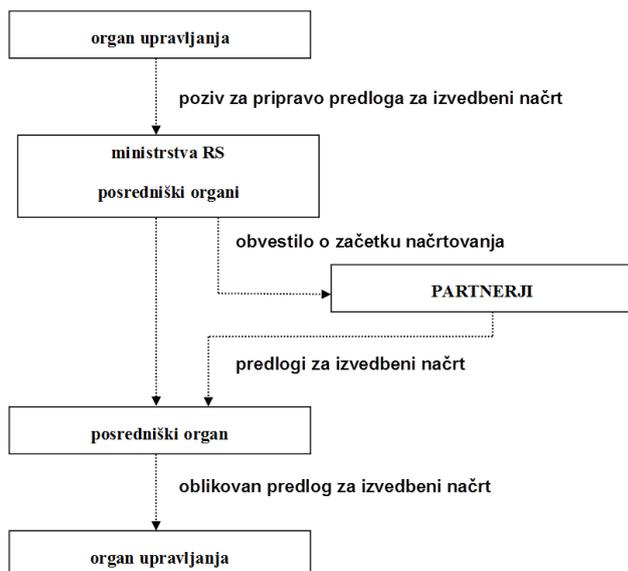 organ upravljanja
poziv za pripravo predloga za izvedbeni načrt
ministrstva RS
posredniški organi
obvestilo o začetku načrtovanja
PARTNERJI
predlogi za izvedbeni načrt
posredniški organ
oblikovan predlog za izvedbeni načrt
organ upravljanja